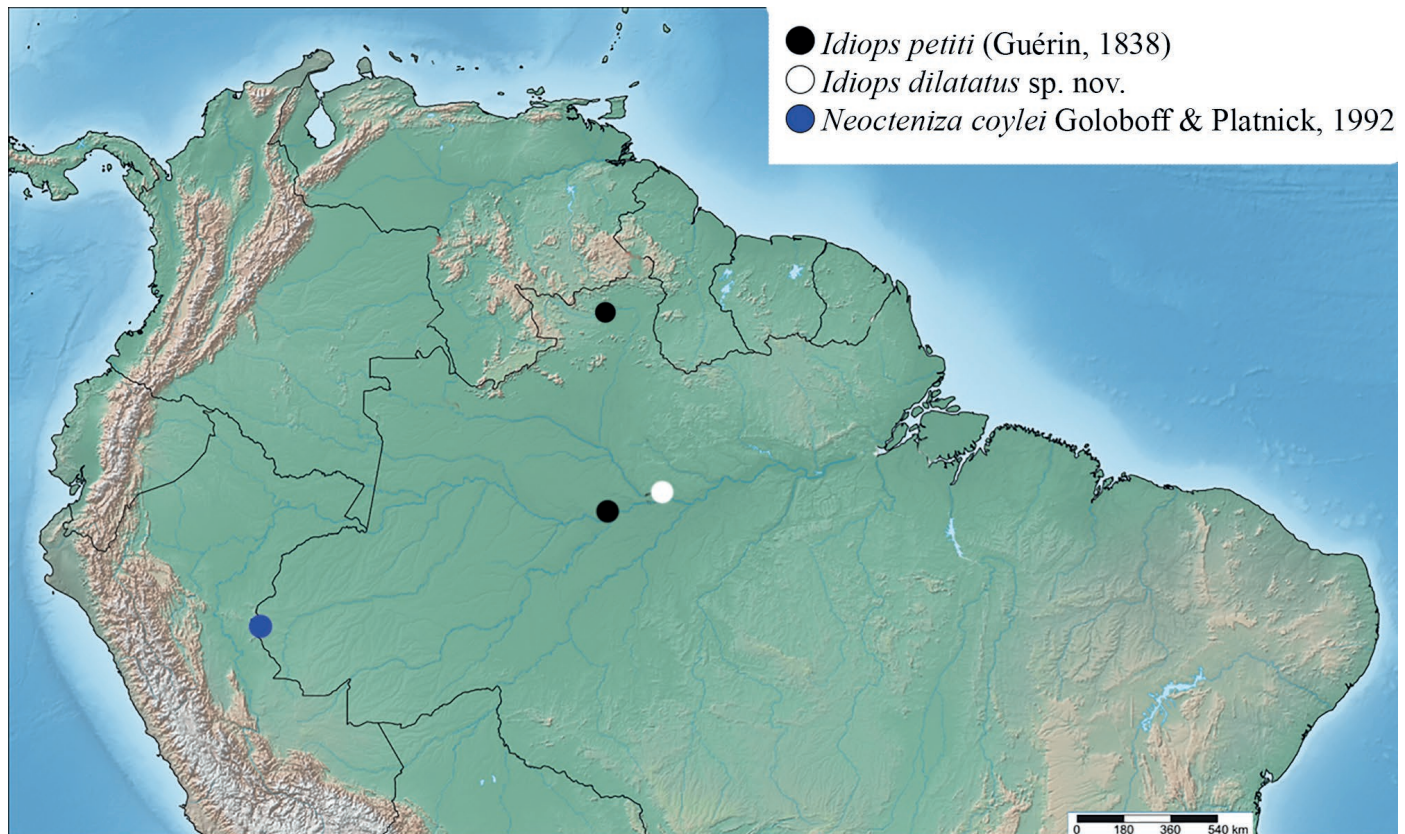 Idiops petiti (Guérin, 1838)
Idiops dilatatus sp. nov.
Neocteniza coylei Goloboff & Platnick, 1992
0 180 360 540 km